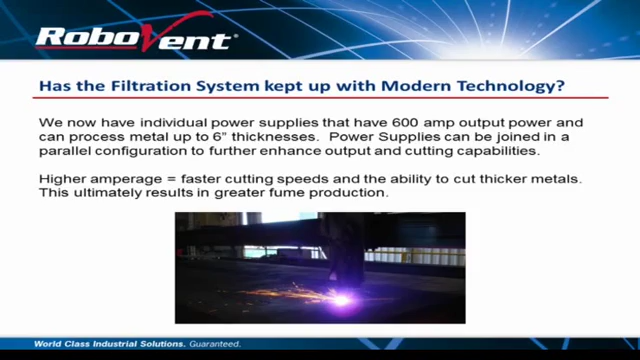 ROBOVENT®
Has the Filtration System kept up with Modern Technology?
We now have individual power supplies that have 600 amp output power and
can process metal up to 6” thicknesses. Power Supplies can be joined in a
parallel configuration to further enhance output and cutting capabilities.
Higher amperage = faster cutting speeds and the ability to cut thicker metals.
This ultimately results in greater fume production.
World Class Industrial Solutions. Guaranteed.